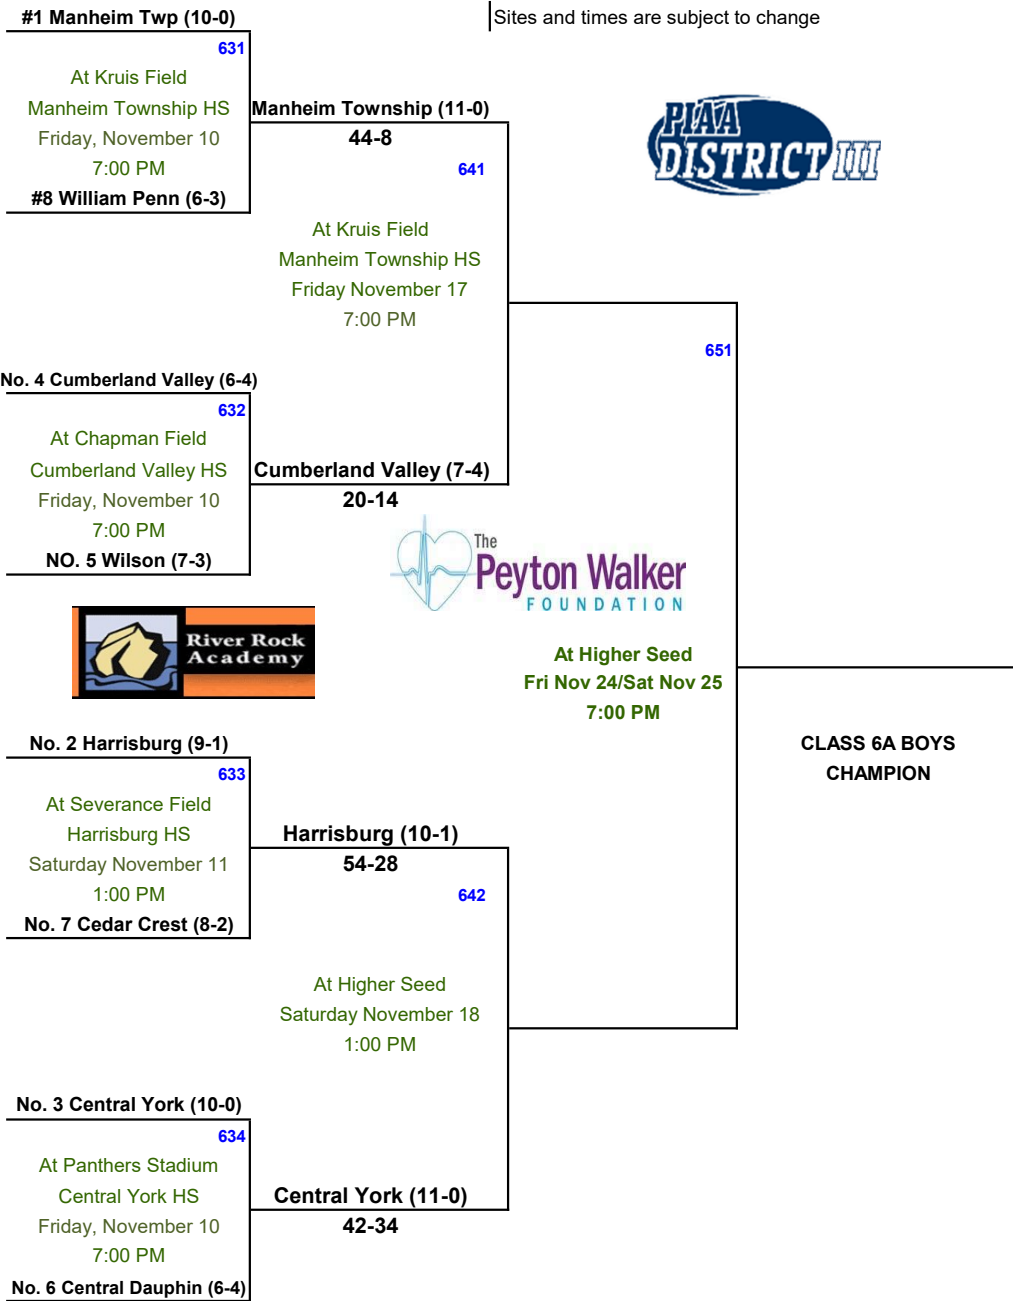 #1 Manheim Twp (10-0)
Sites and times are subject to change
631
At Kruis Field
Manheim Township HS
Friday, November 10
7:00 PM
#8 William Penn (6-3)
Manheim Township (11-0)
44-8
641
PIAA
DISTRICT III
At Kruis Field
Manheim Township HS
Friday November 17
7:00 PM
651
No. 4 Cumberland Valley (6-4)
632
At Chapman Field
Cumberland Valley HS
Friday, November 10
7:00 PM
NO. 5 Wilson (7-3)
Cumberland Valley (7-4)
20-14
The
Peyton Walker
FOUNDATION
River Rock
Academy
At Higher Seed
Fri Nov 24/Sat Nov 25
7:00 PM
CLASS 6A BOYS
CHAMPION
No. 2 Harrisburg (9-1)
633
At Severance Field
Harrisburg HS
Saturday November 11
1:00 PM
No. 7 Cedar Crest (8-2)
Harrisburg (10-1)
54-28
642
At Higher Seed
Saturday November 18
1:00 PM
No. 3 Central York (10-0)
634
At Panthers Stadium
Central York HS
Friday, November 10
7:00 PM
No. 6 Central Dauphin (6-4)
Central York (11-0)
42-34